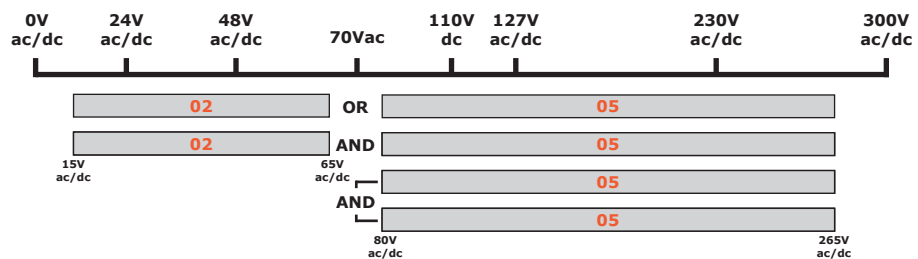 0V 24V 48V 70Vac 110V 127V 230V 300V
ac/dc ac/dc ac/dc dc ac/dc ac/dc ac/dc
02 OR 05
02 AND 05
15V ac/dc 65V ac/dc
05
AND
05
80V ac/dc 265V ac/dc